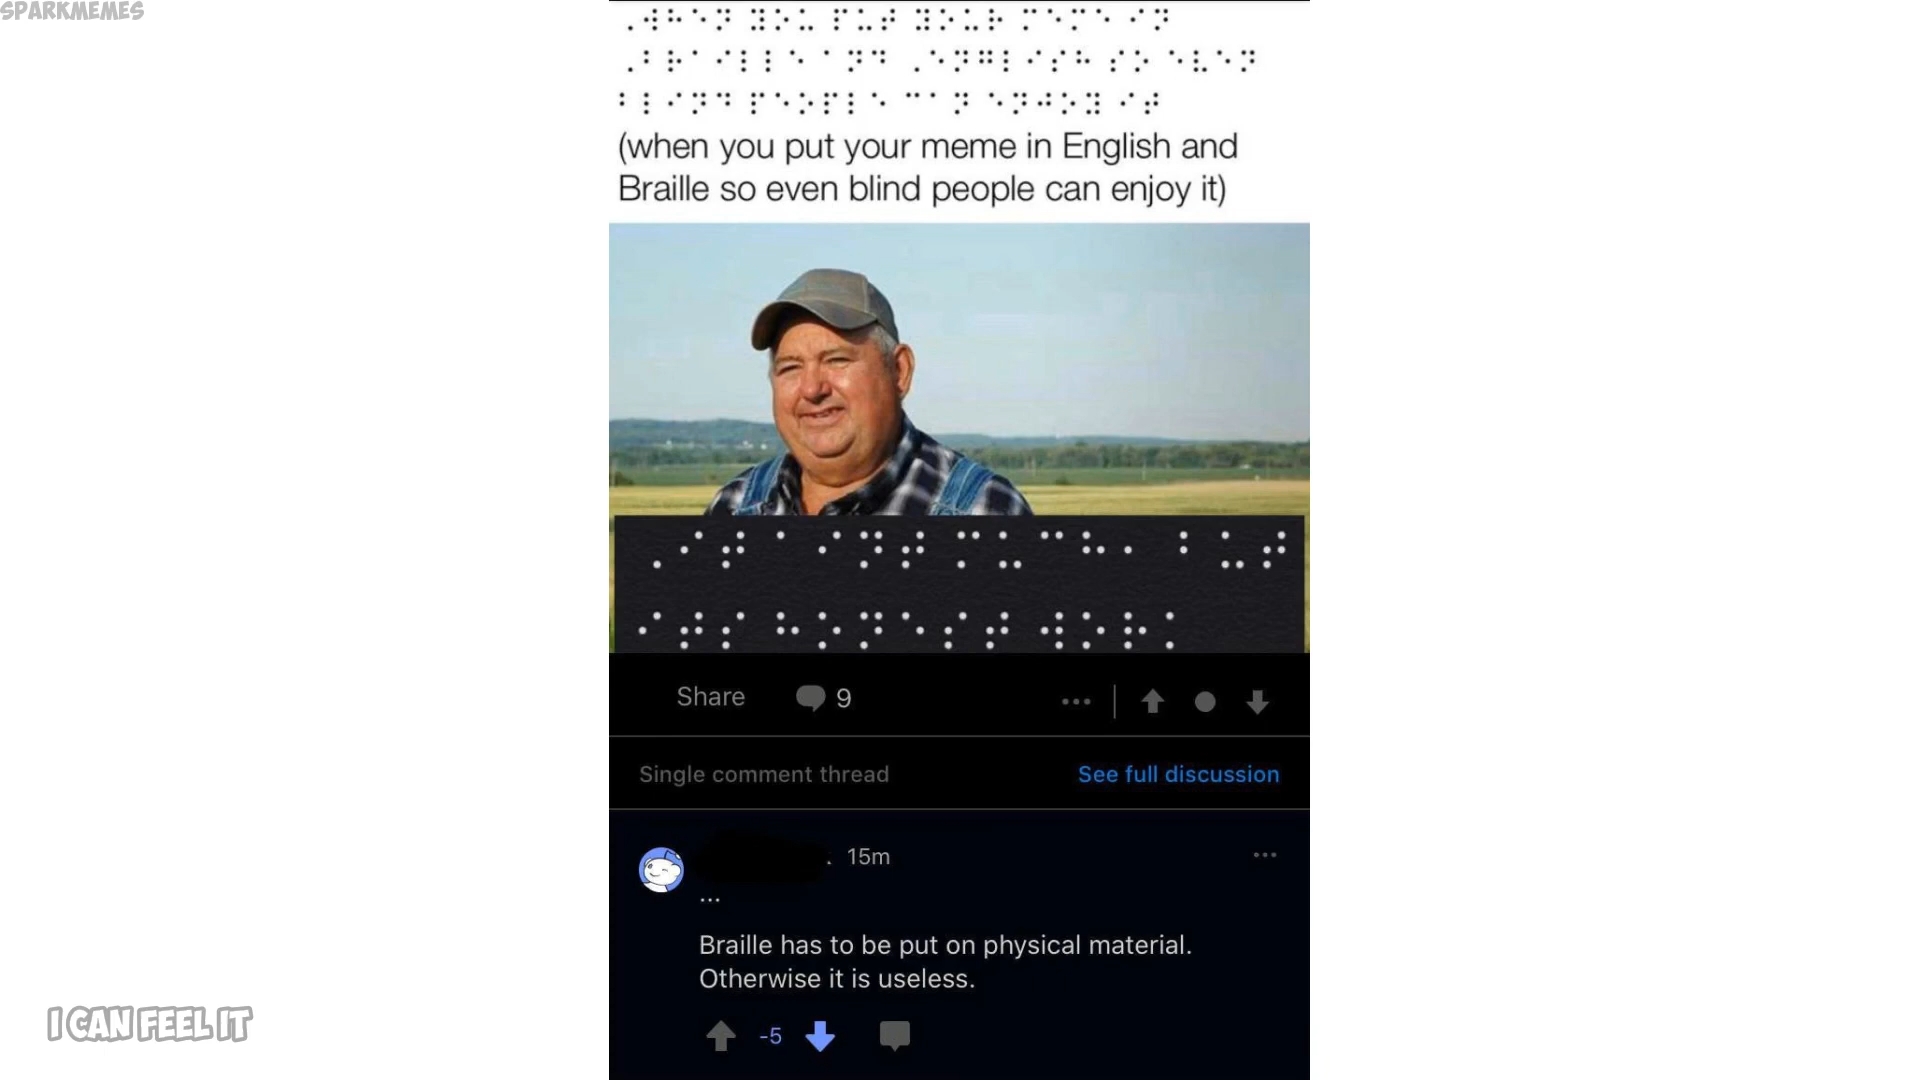 SPARKMEMES
⠠⠺⠓⠑⠝ ⠽⠕⠥ ⠏⠥⠞ ⠽⠕⠥⠗ ⠍⠑⠍⠑ ⠊⠝
⠠⠃⠗⠁⠊⠇⠇⠑ ⠁⠝⠙ ⠠⠑⠝⠛⠇⠊⠎⠓ ⠎⠕ ⠑⠧⠑⠝
⠃⠇⠊⠝⠙ ⠏⠑⠕⠏⠇⠑ ⠉⠁⠝ ⠑⠝⠚⠕⠽ ⠊⠞
(when you put your meme in English and
Braille so even blind people can enjoy it)
⠠⠊⠞ ⠁⠊⠝⠞ ⠍⠥⠉⠓⠂ ⠃⠥⠞
⠊⠞⠎ ⠓⠕⠝⠑⠎⠞ ⠺⠕⠗⠅
Share 9
Single comment thread See full discussion
. 15m
...
Braille has to be put on physical material.
Otherwise it is useless.
-5
I CAN FEEL IT